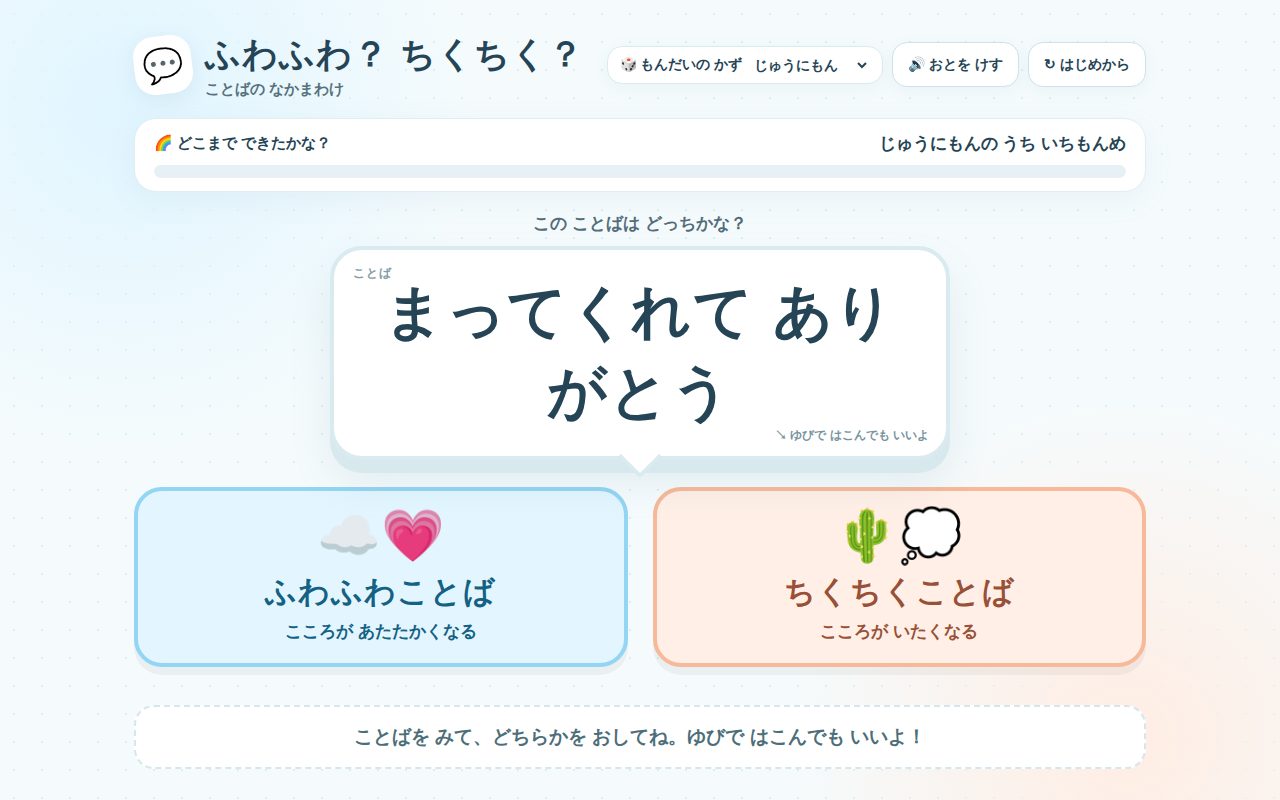 ふわふわ？ ちくちく？
ことばの なかまわけ
もんだいの かず じゅうにもん
おとを けす
はじめから
どこまで できたかな？
じゅうにもんの うち いちもんめ
この ことばは どっちかな？
ことば
まってくれて あり
がとう
↘ ゆびで はこんでも いいよ
ふわふわことば
こころが あたたかくなる
ちくちくことば
こころが いたくなる
ことばを みて、どちらかを おしてね。ゆびで はこんでも いいよ！